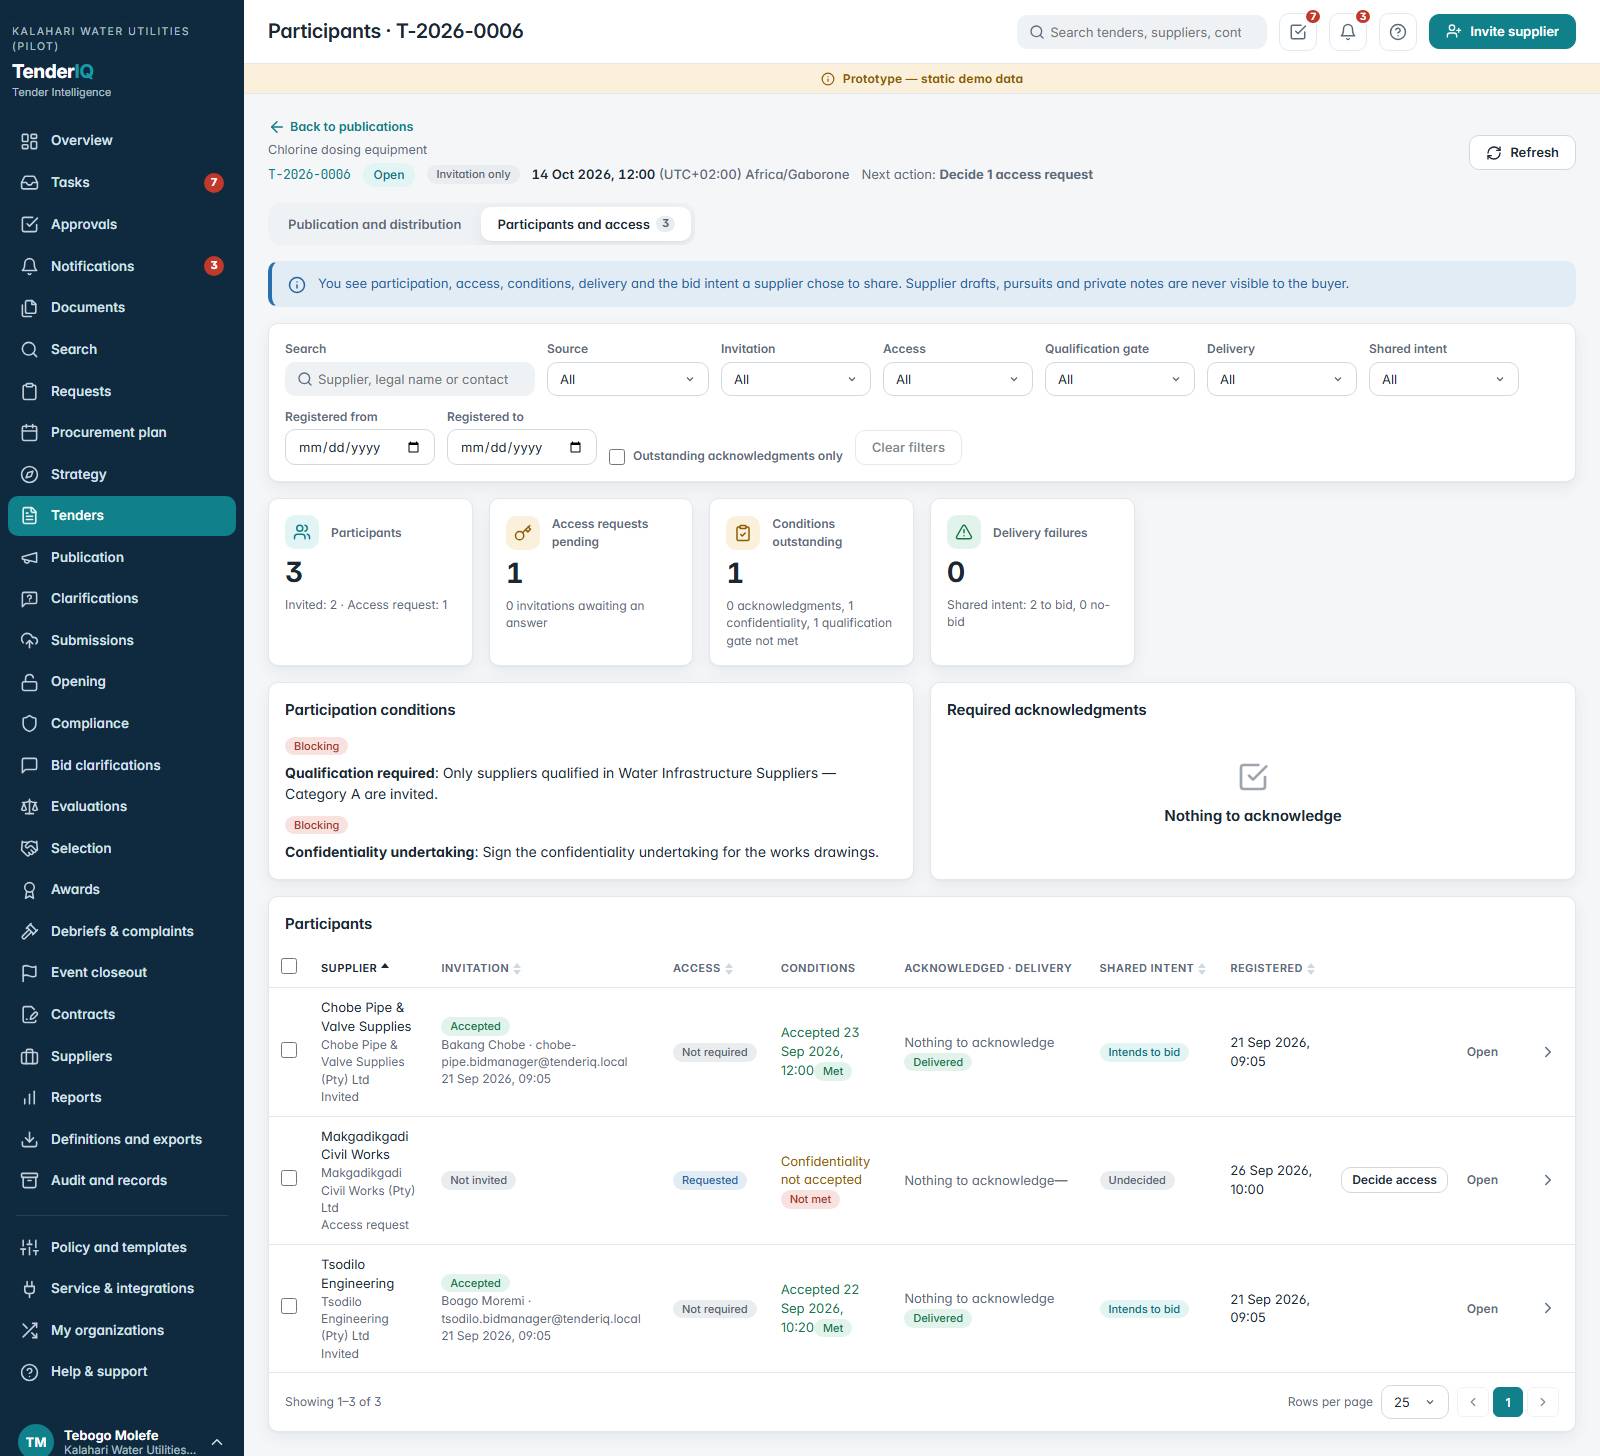 KALAHARI WATER UTILITIES
(PILOT)
TenderIQ
Tender Intelligence
Overview
Tasks 7
Approvals
Notifications 3
Documents
Search
Requests
Procurement plan
Strategy
Tenders
Publication
Clarifications
Submissions
Opening
Compliance
Bid clarifications
Evaluations
Selection
Awards
Debriefs & complaints
Event closeout
Contracts
Suppliers
Reports
Definitions and exports
Audit and records
Policy and templates
Service & integrations
My organizations
Help & support
TM Tebogo Molefe
Kalahari Water Utilities...
Participants · T-2026-0006
Search tenders, suppliers, cont
7
3
Invite supplier
Prototype — static demo data
Back to publications
Chlorine dosing equipment
T-2026-0006 Open Invitation only 14 Oct 2026, 12:00 (UTC+02:00) Africa/Gaborone Next action: Decide 1 access request
Refresh
Publication and distribution Participants and access 3
You see participation, access, conditions, delivery and the bid intent a supplier chose to share. Supplier drafts, pursuits and private notes are never visible to the buyer.
Search Source Invitation Access Qualification gate Delivery Shared intent
Supplier, legal name or contact All All All All All All
Registered from Registered to
mm/dd/yyyy mm/dd/yyyy Outstanding acknowledgments only Clear filters
Participants
3
Invited: 2 · Access request: 1
Access requests
pending
1
0 invitations awaiting an
answer
Conditions
outstanding
1
0 acknowledgments, 1
confidentiality, 1 qualification
gate not met
Delivery failures
0
Shared intent: 2 to bid, 0 no-
bid
Participation conditions
Blocking
Qualification required: Only suppliers qualified in Water Infrastructure Suppliers —
Category A are invited.
Blocking
Confidentiality undertaking: Sign the confidentiality undertaking for the works drawings.
Required acknowledgments
Nothing to acknowledge
Participants
SUPPLIER INVITATION ACCESS CONDITIONS ACKNOWLEDGED · DELIVERY SHARED INTENT REGISTERED
Chobe Pipe &
Valve Supplies
Chobe Pipe &
Valve Supplies
(Pty) Ltd
Invited
Accepted
Bakang Chobe · chobe-
pipe.bidmanager@tenderiq.local
21 Sep 2026, 09:05
Not required
Accepted 23
Sep 2026,
12:00 Met
Nothing to acknowledge
Delivered
Intends to bid
21 Sep 2026,
09:05
Open
Makgadikgadi
Civil Works
Makgadikgadi
Civil Works (Pty)
Ltd
Access request
Not invited
Requested
Confidentiality
not accepted
Not met
Nothing to acknowledge—
Undecided
26 Sep 2026,
10:00
Decide access
Open
Tsodilo
Engineering
Tsodilo
Engineering
(Pty) Ltd
Invited
Accepted
Boago Moremi ·
tsodilo.bidmanager@tenderiq.local
21 Sep 2026, 09:05
Not required
Accepted 22
Sep 2026,
10:20 Met
Nothing to acknowledge
Delivered
Intends to bid
21 Sep 2026,
09:05
Open
Showing 1–3 of 3
Rows per page 25 1